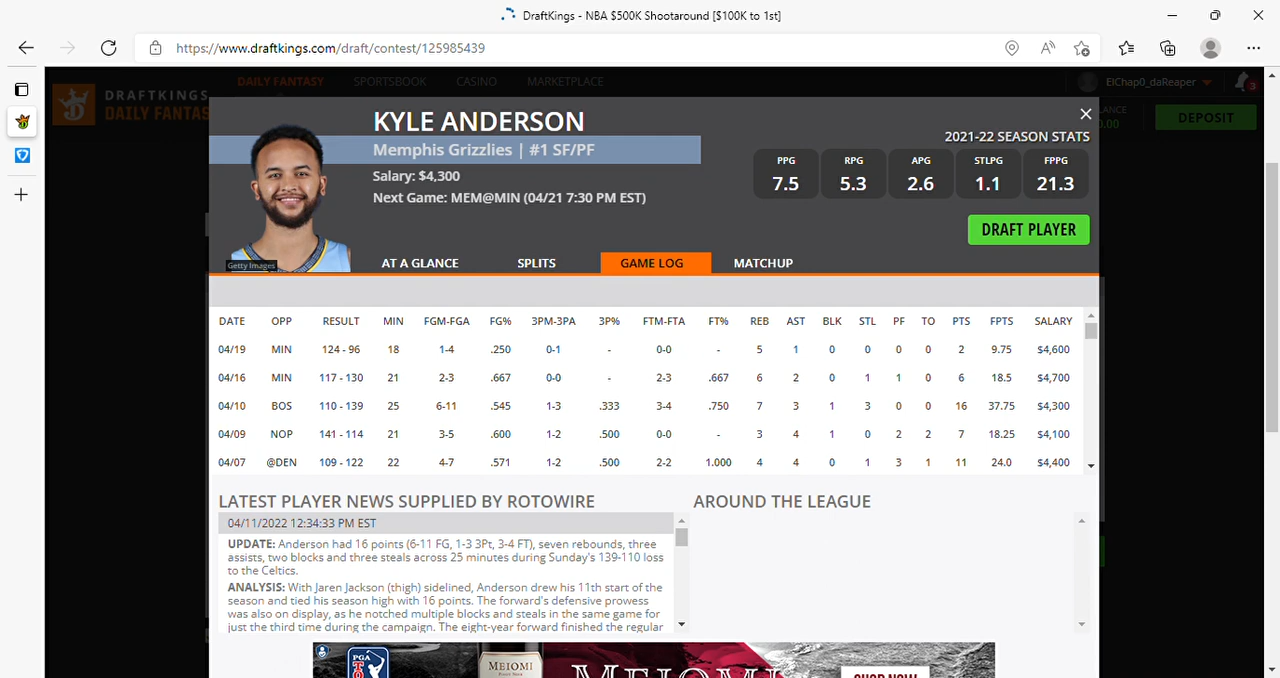 DraftKings - NBA $500K Shootaround [$100K to 1st]
https://www.draftkings.com/draft/contest/125985439
DAILY FANTASY SPORTSBOOK CASINO MARKETPLACE
ElChap0_daReaper
3
DRAFTKINGS
DAILY FANTAS
DEPOSIT
KYLE ANDERSON
Memphis Grizzlies | #1 SF/PF
Salary: $4,300
Next Game: MEM@MIN (04/21 7:30 PM EST)
Getty Images
2021-22 SEASON STATS
PPG RPG APG STLPG FPPG
7.5 5.3 2.6 1.1 21.3
DRAFT PLAYER
AT A GLANCE SPLITS GAME LOG MATCHUP
DATE OPP RESULT MIN FGM-FGA FG% 3PM-3PA 3P% FTM-FTA FT% REB AST BLK STL PF TO PTS FPTS SALARY
04/19 MIN 124 - 96 18 1-4 .250 0-1 - 0-0 - 5 1 0 0 0 0 2 9.75 $4,600
04/16 MIN 117 - 130 21 2-3 .667 0-0 - 2-3 .667 6 2 0 1 1 0 6 18.5 $4,700
04/10 BOS 110 - 139 25 6-11 .545 1-3 .333 3-4 .750 7 3 1 3 0 0 16 37.75 $4,300
04/09 NOP 141 - 114 21 3-5 .600 1-2 .500 0-0 - 3 4 1 0 2 2 7 18.25 $4,100
04/07 @DEN 109 - 122 22 4-7 .571 1-2 .500 2-2 1.000 4 4 0 1 3 1 11 24.0 $4,400
LATEST PLAYER NEWS SUPPLIED BY ROTOWIRE
04/11/2022 12:34:33 PM EST
UPDATE: Anderson had 16 points (6-11 FG, 1-3 3Pt, 3-4 FT), seven rebounds, three
assists, two blocks and three steals across 25 minutes during Sunday's 139-110 loss
to the Celtics.
ANALYSIS: With Jaren Jackson (thigh) sidelined, Anderson drew his 11th start of the
season and tied his season high with 16 points. The forward's defensive prowess
was also on display, as he notched multiple blocks and steals in the same game for
just the third time during the campaign. The eight-year forward finished the regular
AROUND THE LEAGUE
PGA
MEIOMI
MEIOMI
SHOP NOW